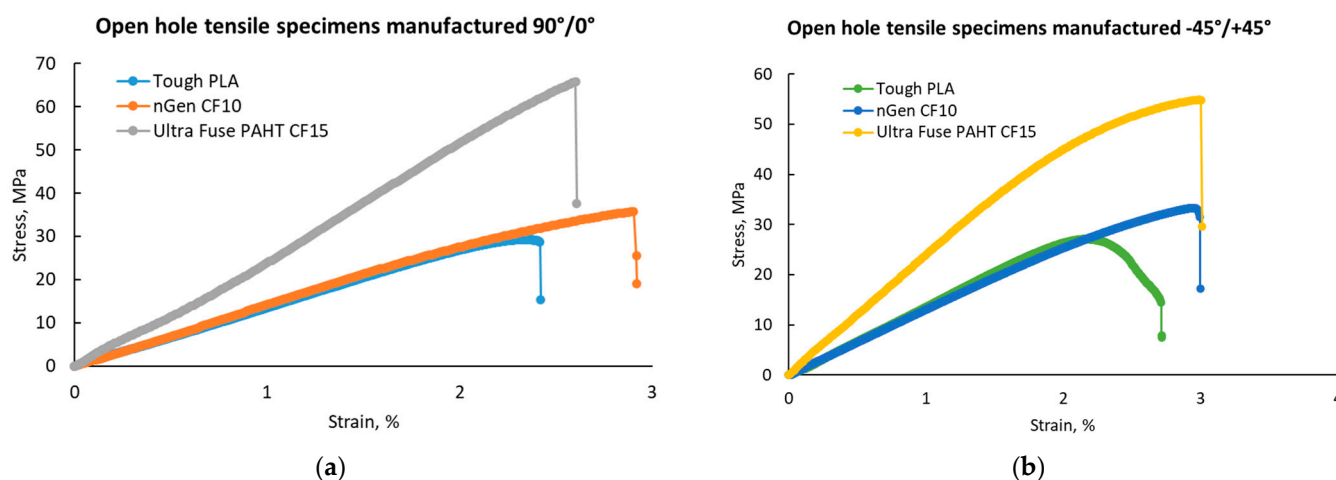 Open hole tensile specimens manufactured 90°/0°
Stress, MPa
70
60
50
40
30
20
10
0
Tough PLA
nGen CF10
Ultra Fuse PAHT CF15
0 1 2 3
Strain, %
(a)
Open hole tensile specimens manufactured -45°/+45°
Stress, MPa
60
50
40
30
20
10
0
Tough PLA
nGen CF10
Ultra Fuse PAHT CF15
0 1 2 3 4
Strain, %
(b)